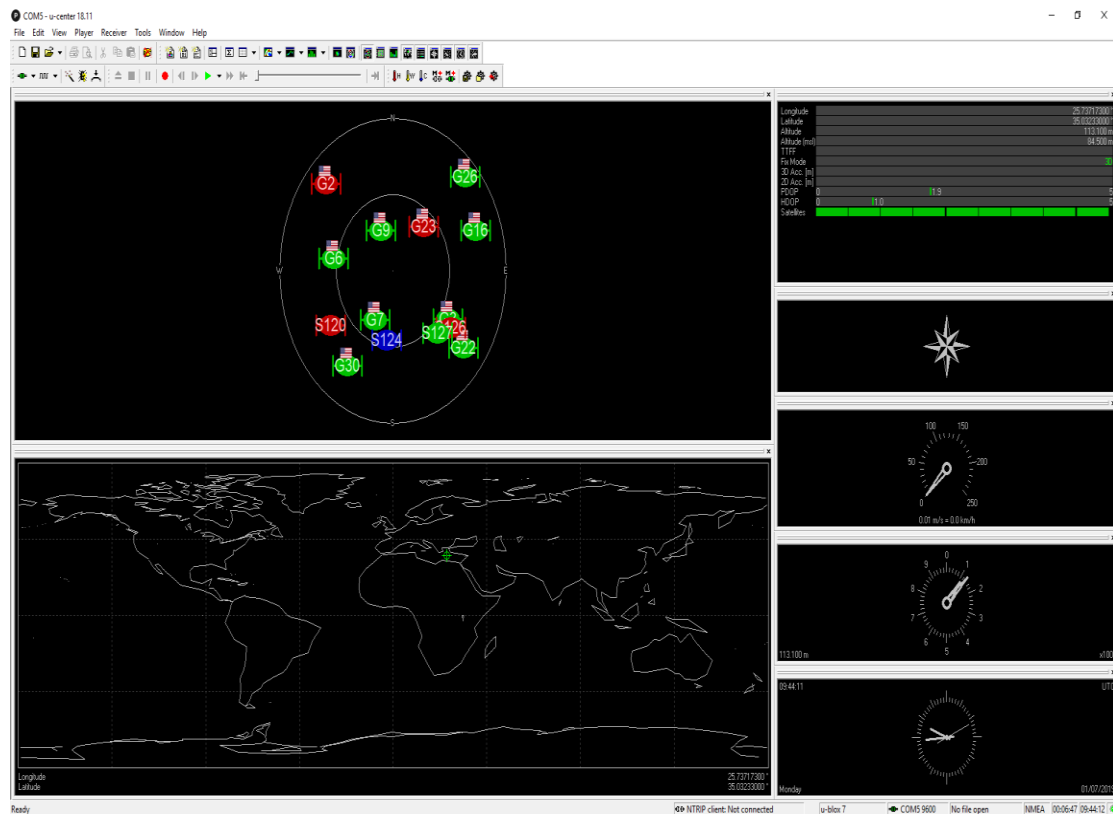 COM5 - u-center 18.11
File Edit View Player Receiver Tools Window Help
N
G2
G26
G9
G23
G16
G6
W
E
G7
S120
S127
S124
G22
G30
S
Longitude 25.73717300 °
Latitude 35.03233000 °
Altitude 113.100 m
Altitude (msl) 84.500 m
TTFF
Fix Mode 3D
3D Acc. [m]
2D Acc. [m]
PDOP 0 1.9 5
HDOP 0 1.0 5
Satellites
100 150
50 200
0 250
0.01 m/s = 0.0 km/h
0
9 1
8 2
7 3
6 4
5
113.100 m x100
09:44:11 UTC
Monday 01/07/2019
Longitude 25.73717300 °
Latitude 35.03233000 °
Ready NTRIP client: Not connected u-blox 7 COM5 9600 No file open NMEA 00:06:47 09:44:12